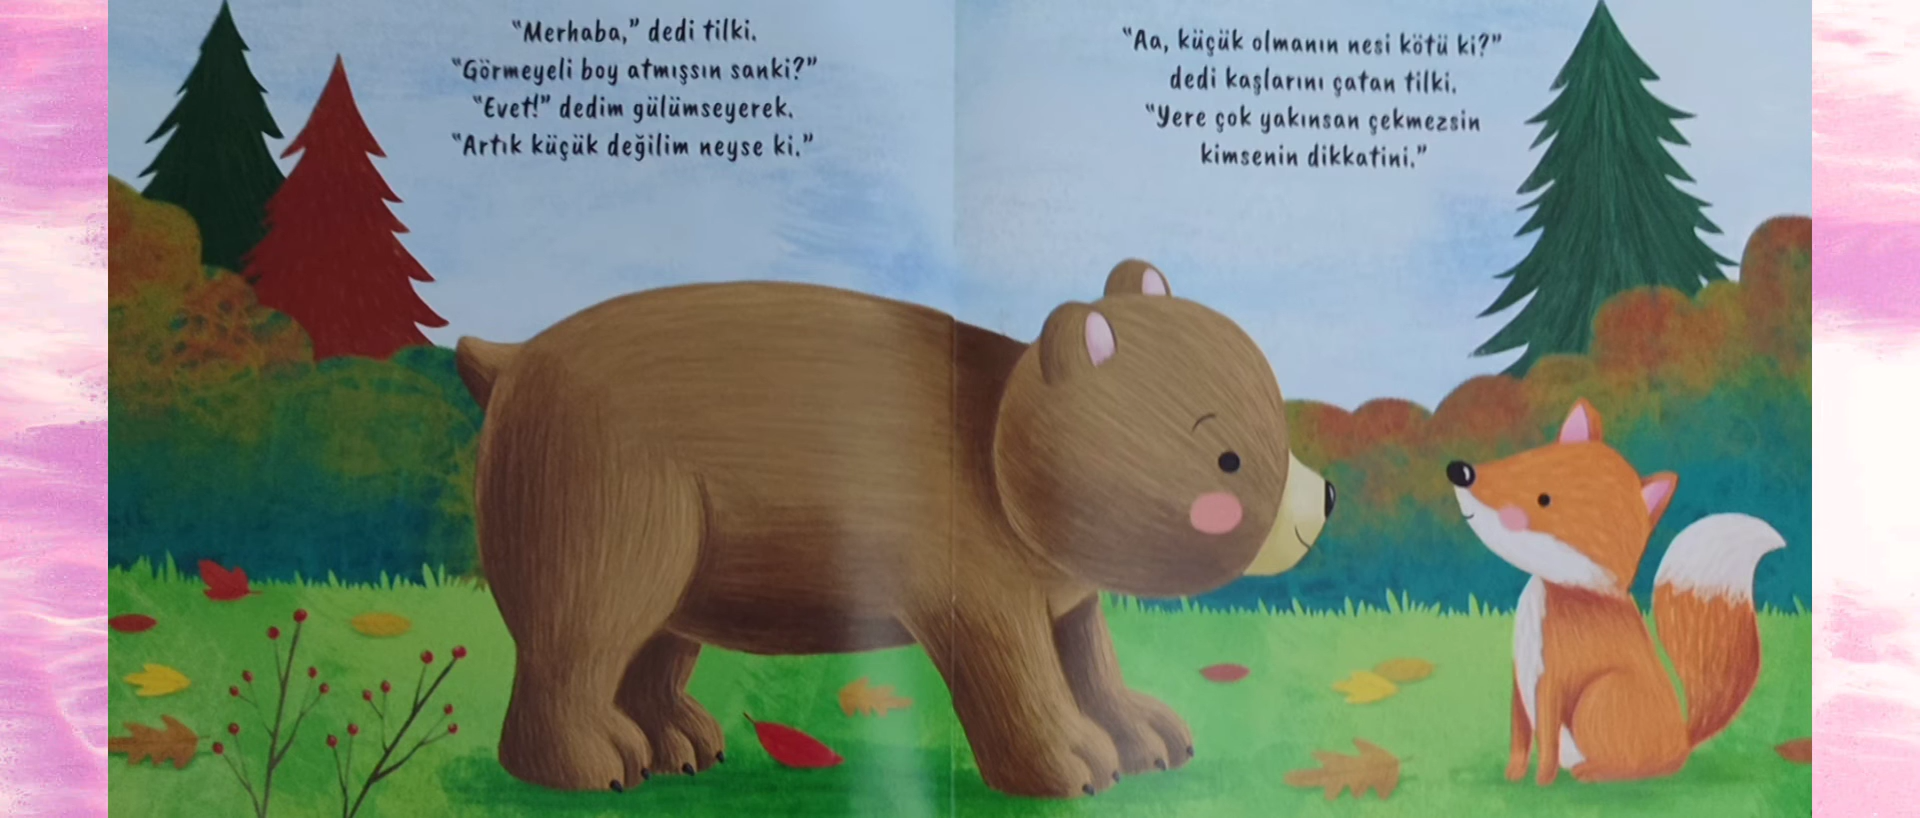 “Merhaba,” dedi tilki.
“Görmeyeli boy atmışsın sanki?”
“Evet!” dedim gülümseyerek.
“Artık küçük değilim neyse ki.”
“Aa, küçük olmanın nesi kötü ki?”
dedi kaşlarını çatan tilki.
“Yere çok yakınsan çekmezsin
kimsenin dikkatini.”